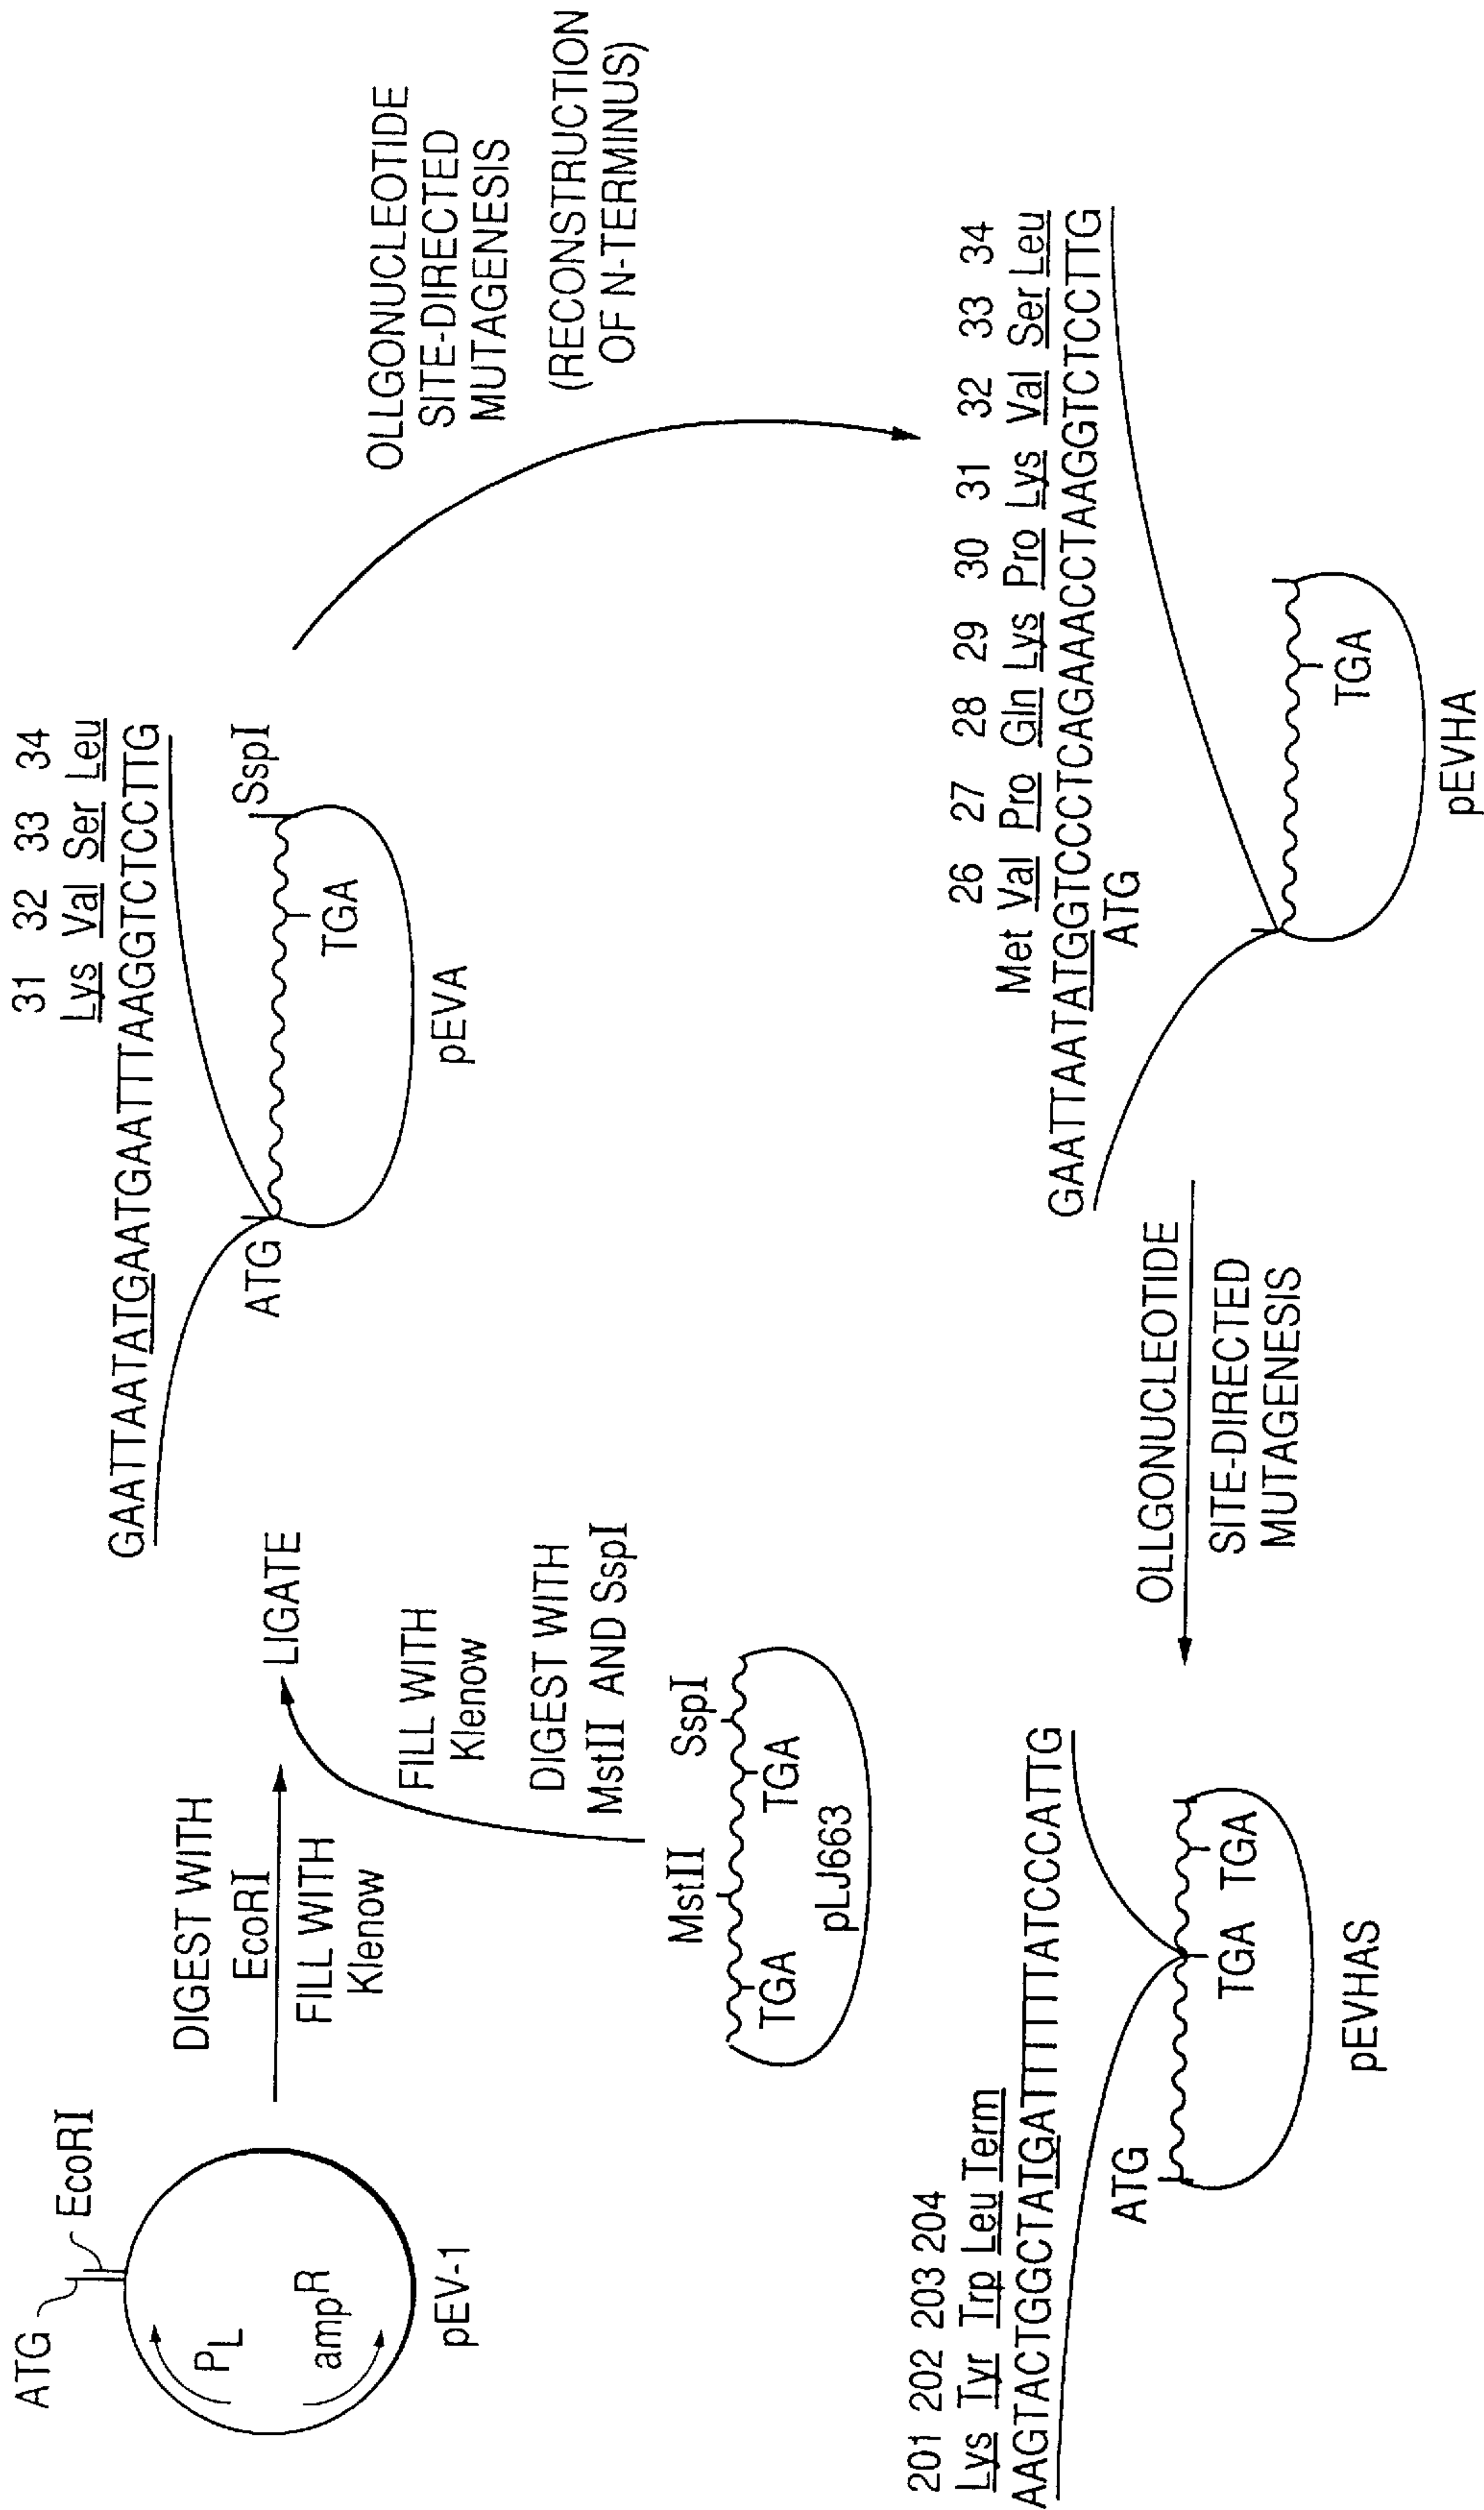 ATG
EcoRI
PL
ampR
pEV-1
DIGEST WITH
EcoRI
FILL WITH
Klenow
LIGATE
FILL WITH
Klenow
DIGEST WITH
MstII AND SspI
MstII
SspI
TGA
TGA
pLJ663
31 32 33 34
Lys Val Ser Leu
GAATTAATATGAATGAATTTAAGGTCTCCTTG
ATG
SspI
TGA
pEVA
OLLGONUCLEOTIDE
SITE-DIRECTED
MUTAGENESIS
(RECONSTRUCTION
OF N-TERMINUS)
26 27 28 29 30 31 32 33 34
Met Val Pro Gln Lys Pro Lys Val Ser Leu
GAATTAATATGGTCCCTCAGAAACCTAAGGTCTCCTTG
ATG
TGA
pEVHA
OLLGONUCLEOTIDE
SITE-DIRECTED
MUTAGENESIS
201 202 203 204
Lys Tyr Trp Leu Term
AAGTACTGGCTATGATTTTTTATCCCATTG
ATG
TGA TGA
pEVHAS